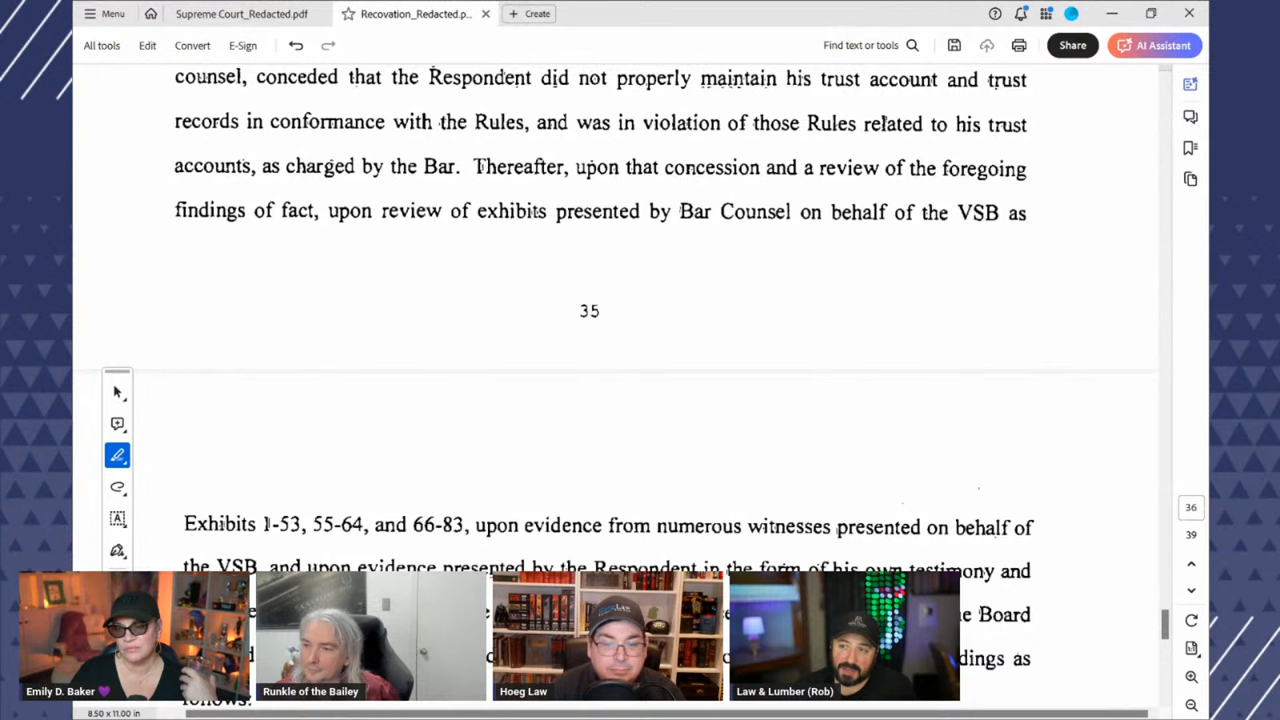 Menu
Supreme Court_Redacted.pdf
Recovation_Redacted.p...
Create
All tools
Edit
Convert
E-Sign
Find text or tools
Share
AI Assistant
counsel, conceded that the Respondent did not properly maintain his trust account and trust
records in conformance with the Rules, and was in violation of those Rules related to his trust
accounts, as charged by the Bar. Thereafter, upon that concession and a review of the foregoing
findings of fact, upon review of exhibits presented by Bar Counsel on behalf of the VSB as
35
Exhibits 1-53, 55-64, and 66-83, upon evidence from numerous witnesses presented on behalf of
the VSB, and upon evidence presented by the Respondent in the form of his own testimony and
Board
as
follows:
36
39
Emily D. Baker 💜
Runkle of the Bailey
Hoeg Law
Law & Lumber (Rob)
8.50 x 11.00 in